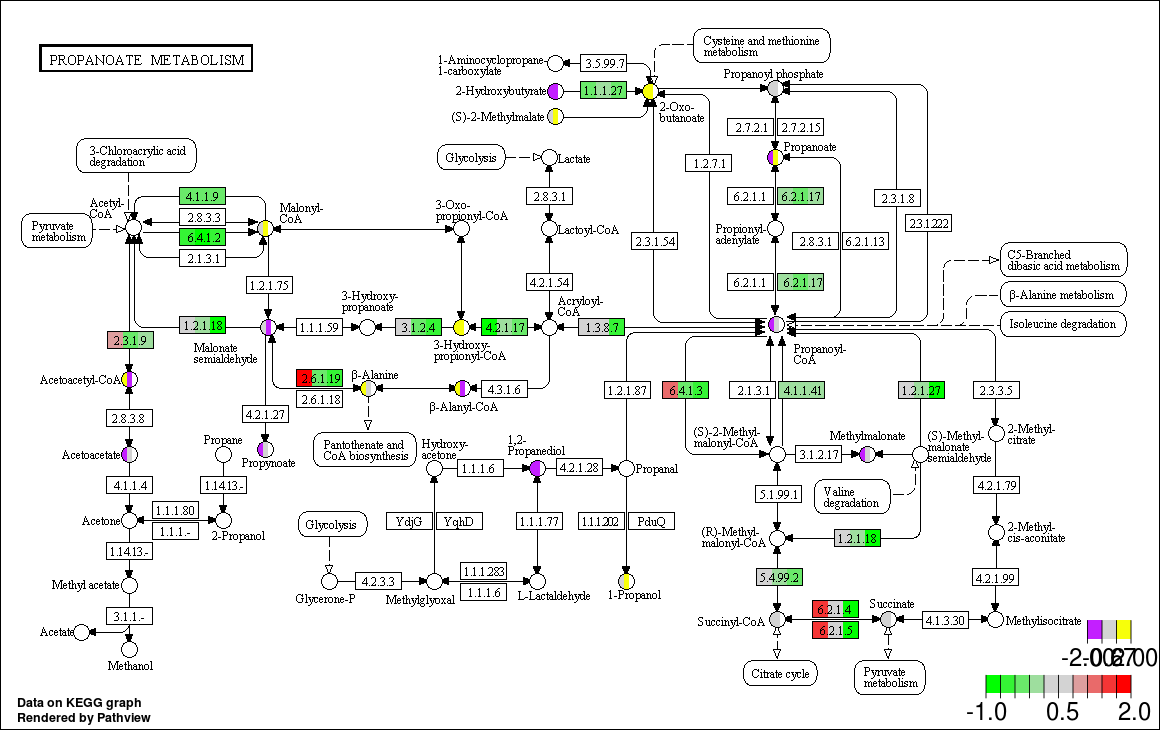 PROPANOATE METABOLISM
Cysteine and methionine
metabolism
1-Aminocyclopropane
1-carboxylate
3.5.99.7
2-Hydroxybutyrate
1.1.1.27
(S)-2-Methylmalate
2-Oxo-
butanoate
Propanoyl phosphate
2.7.2.1
2.7.2.15
Propanoate
1.2.7.1
3-Chloroacrylic acid
degradation
Glycolysis
Lactate
6.2.1.1
6.2.1.17
2.3.1.8
2.3.1.222
Acetyl-
CoA
4.1.1.9
2.8.3.3
6.4.1.2
2.1.3.1
Malonyl-
CoA
3-Oxo-
propionyl-CoA
2.8.3.1
Lactoyl-CoA
Pyruvate
metabolism
2.3.1.54
Propionyl-
adenylate
2.8.3.1
6.2.1.13
C5-Branched
dibasic acid metabolism
β-Alanine metabolism
Isoleucine degradation
1.2.1.75
4.2.1.54
6.2.1.1
6.2.1.17
3-Hydroxy-
propanoate
Acryloyl-
CoA
1.2.1.18
1.1.1.59
3.1.2.4
4.2.1.17
1.3.8.7
2.3.1.9
Malonate
semialdehyde
3-Hydroxy-
propionyl-CoA
Propanoyl-
CoA
Acetoacetyl-CoA
2.6.1.19
2.6.1.18
β-Alanine
β-Alanyl-CoA
4.3.1.6
1.2.1.87
6.4.1.3
2.1.3.1
4.1.1.41
1.2.1.27
2.3.3.5
2.8.3.8
4.2.1.27
Pantothenate and
CoA biosynthesis
Propane
Propynoate
Acetoacetate
Hydroxy-
acetone
1,2-
Propanediol
1.1.1.6
4.2.1.28
Propanal
(S)-2-Methyl-
malonyl-CoA
3.1.2.17
Methylmalonate
(S)-Methyl-
malonate
semialdehyde
2-Methyl-
citrate
4.1.1.4
1.14.13.-
5.1.99.1
Valine
degradation
4.2.1.79
Acetone
1.1.1.80
1.1.1.-
2-Propanol
Glycolysis
YdjG
YqhD
1.1.1.77
1.1.1.202
PduQ
(R)-Methyl-
malonyl-CoA
1.2.1.18
2-Methyl-
cis-aconitate
1.14.13.-
Methyl acetate
Glycerone-P
4.2.3.3
Methylglyoxal
1.1.1.283
1.1.1.6
L-Lactaldehyde
1-Propanol
5.4.99.2
4.2.1.99
3.1.1.-
Acetate
Methanol
Succinyl-CoA
6.2.1.4
6.2.1.5
Succinate
4.1.3.30
Methylisocitrate
Citrate cycle
Pyruvate
metabolism
-1.0
0.5
2.0
Data on KEGG graph
Rendered by Pathview